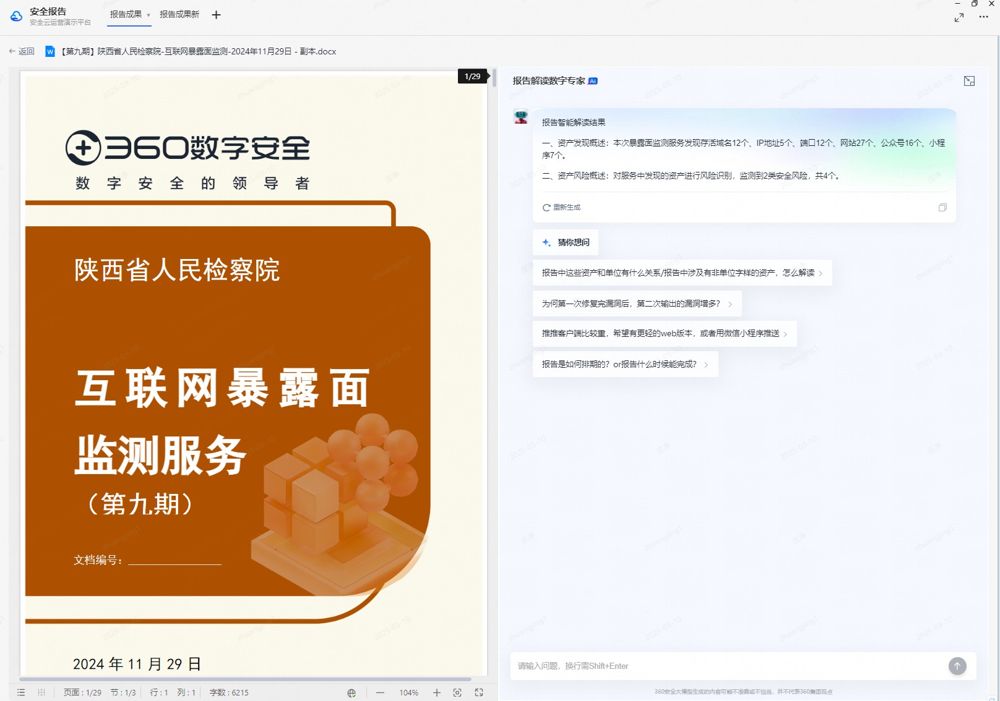 安全报告
安全云运营演示平台
报告成果
报告成果新
返回
【第九期】陕西省人民检察院-互联网暴露面监测-2024年11月29日 - 副本.docx
1/29
360数字安全
数字安全的领导者
陕西省人民检察院
互联网暴露面
监测服务
（第九期）
文档编号：
2024 年 11 月 29 日
页面 : 1/29
节 : 1/3
行 : 1
列 : 1
字数 : 6215
104%
报告解读数字专家 AI
报告智能解读结果
一、资产发现概述：本次暴露面监测服务发现存活域名12个、IP地址5个、端口12个、网站27个、公众号16个、小程
序7个。
二、资产风险概述：对服务中发现的资产进行风险识别，监测到2类安全风险，共4个。
重新生成
猜你想问
报告中这些资产和单位有什么关系/报告中涉及有非单位字样的资产，怎么解读
为何第一次修复完漏洞后，第二次输出的漏洞增多？
推推客户端比较重，希望有更轻的web版本，或者用微信小程序推送
报告是如何排期的？or报告什么时候能完成？
请输入问题，换行需Shift+Enter
360安全大模型生成的内容可能不准确或不恰当，并不代表360集团观点
zhuangjing1
2025-03-10
庄净